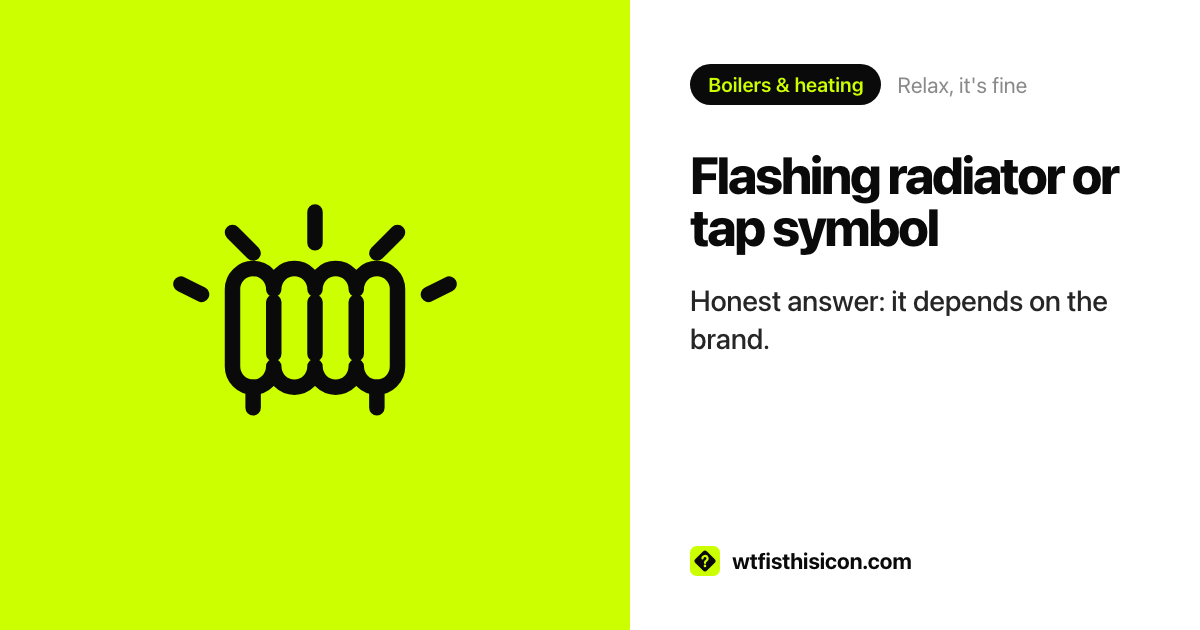 Boilers & heating
Relax, it's fine
Flashing radiator or
tap symbol
Honest answer: it depends on the
brand.
?
wtfisthisicon.com